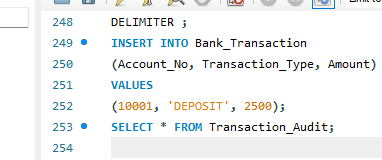 248 DELIMITER ;
249 INSERT INTO Bank_Transaction
250 (Account_No, Transaction_Type, Amount)
251 VALUES
252 (10001, 'DEPOSIT', 2500);
253 SELECT * FROM Transaction_Audit;
254